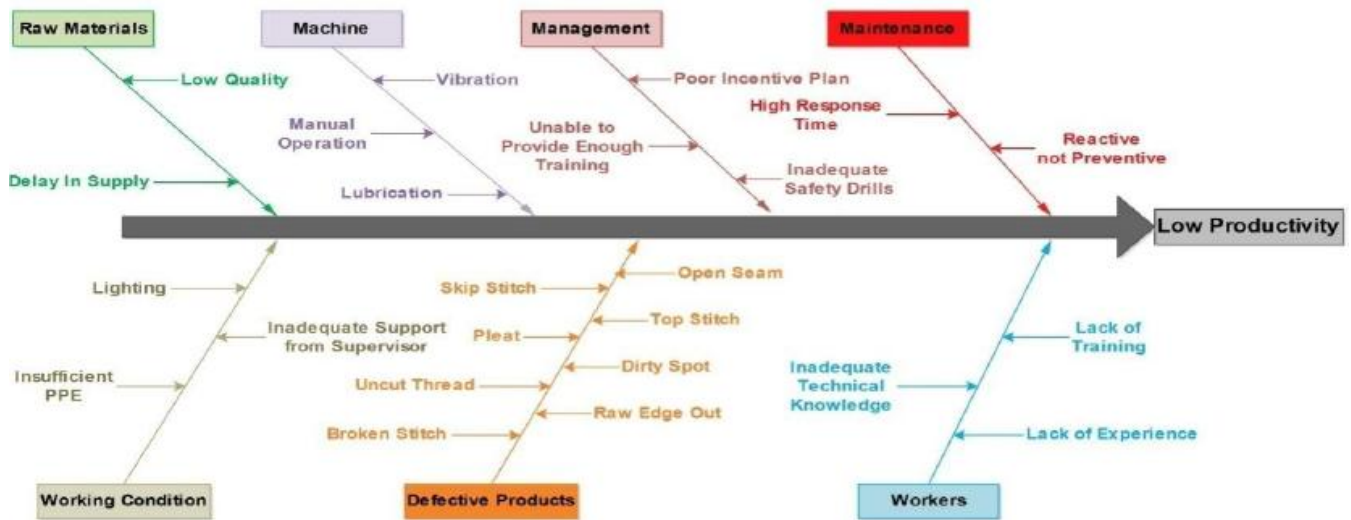 Raw Materials
Machine
Management
Maintenance
Low Quality
Delay In Supply
Vibration
Manual
Operation
Lubrication
Poor Incentive Plan
Unable to
Provide Enough
Training
Inadequate
Safety Drills
High Response
Time
Reactive
not Preventive
Low Productivity
Lighting
Inadequate Support
from Supervisor
Insufficient
PPE
Open Seam
Skip Stitch
Top Stitch
Pleat
Dirty Spot
Uncut Thread
Raw Edge Out
Broken Stitch
Lack of
Training
Inadequate
Technical
Knowledge
Lack of Experience
Working Condition
Defective Products
Workers